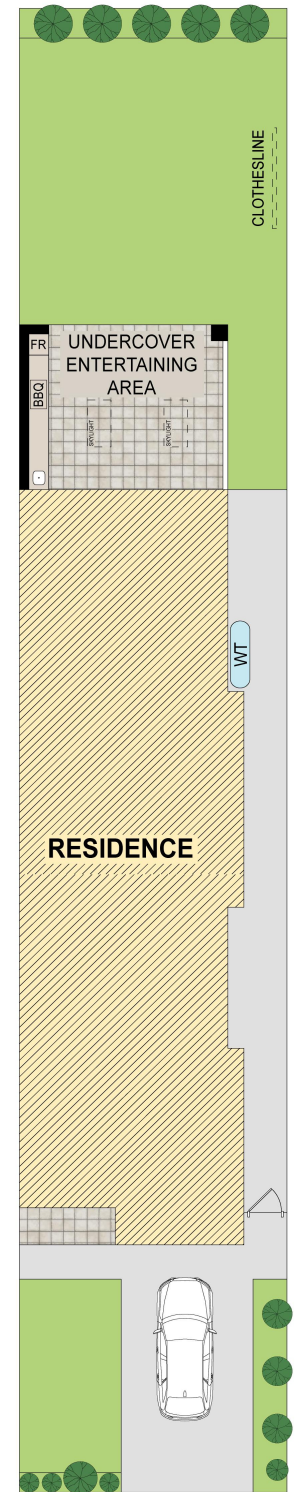 CLOTHESLINE
FR
UNDERCOVER
ENTERTAINING
AREA
BBQ
SKYLIGHT
SKYLIGHT
WT
RESIDENCE